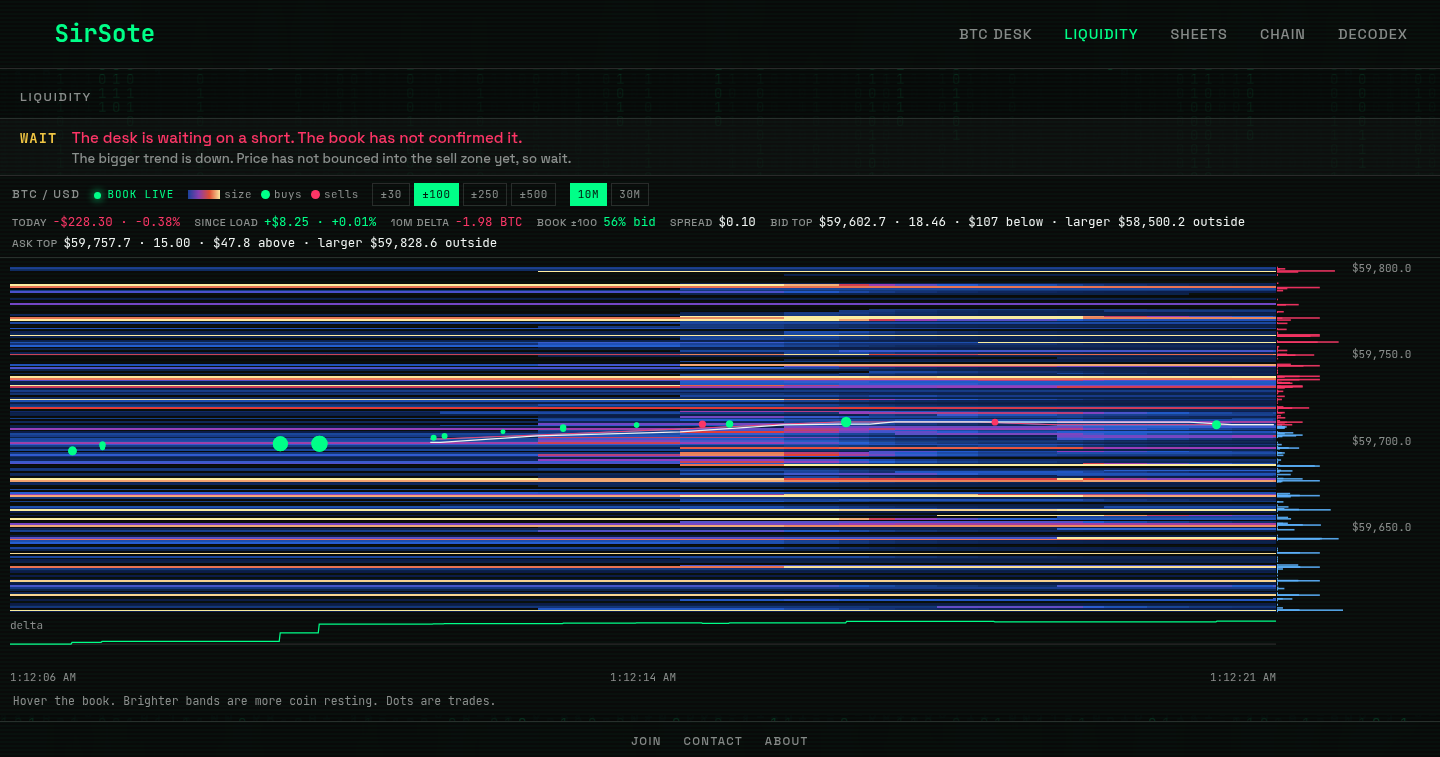 SirSote
BTC DESK LIQUIDITY SHEETS CHAIN DECODEX
LIQUIDITY
WAIT The desk is waiting on a short. The book has not confirmed it.
The bigger trend is down. Price has not bounced into the sell zone yet, so wait.
BTC / USD BOOK LIVE size buys sells ±30 ±100 ±250 ±500 10M 30M
TODAY -$228.30 · -0.38% SINCE LOAD +$8.25 · +0.01% 10M DELTA -1.98 BTC BOOK ±100 56% bid SPREAD $0.10 BID TOP $59,602.7 · 18.46 · $107 below · larger $58,500.2 outside
ASK TOP $59,757.7 · 15.00 · $47.8 above · larger $59,828.6 outside
$59,800.0
$59,750.0
$59,700.0
$59,650.0
delta
1:12:06 AM 1:12:14 AM 1:12:21 AM
Hover the book. Brighter bands are more coin resting. Dots are trades.
JOIN CONTACT ABOUT